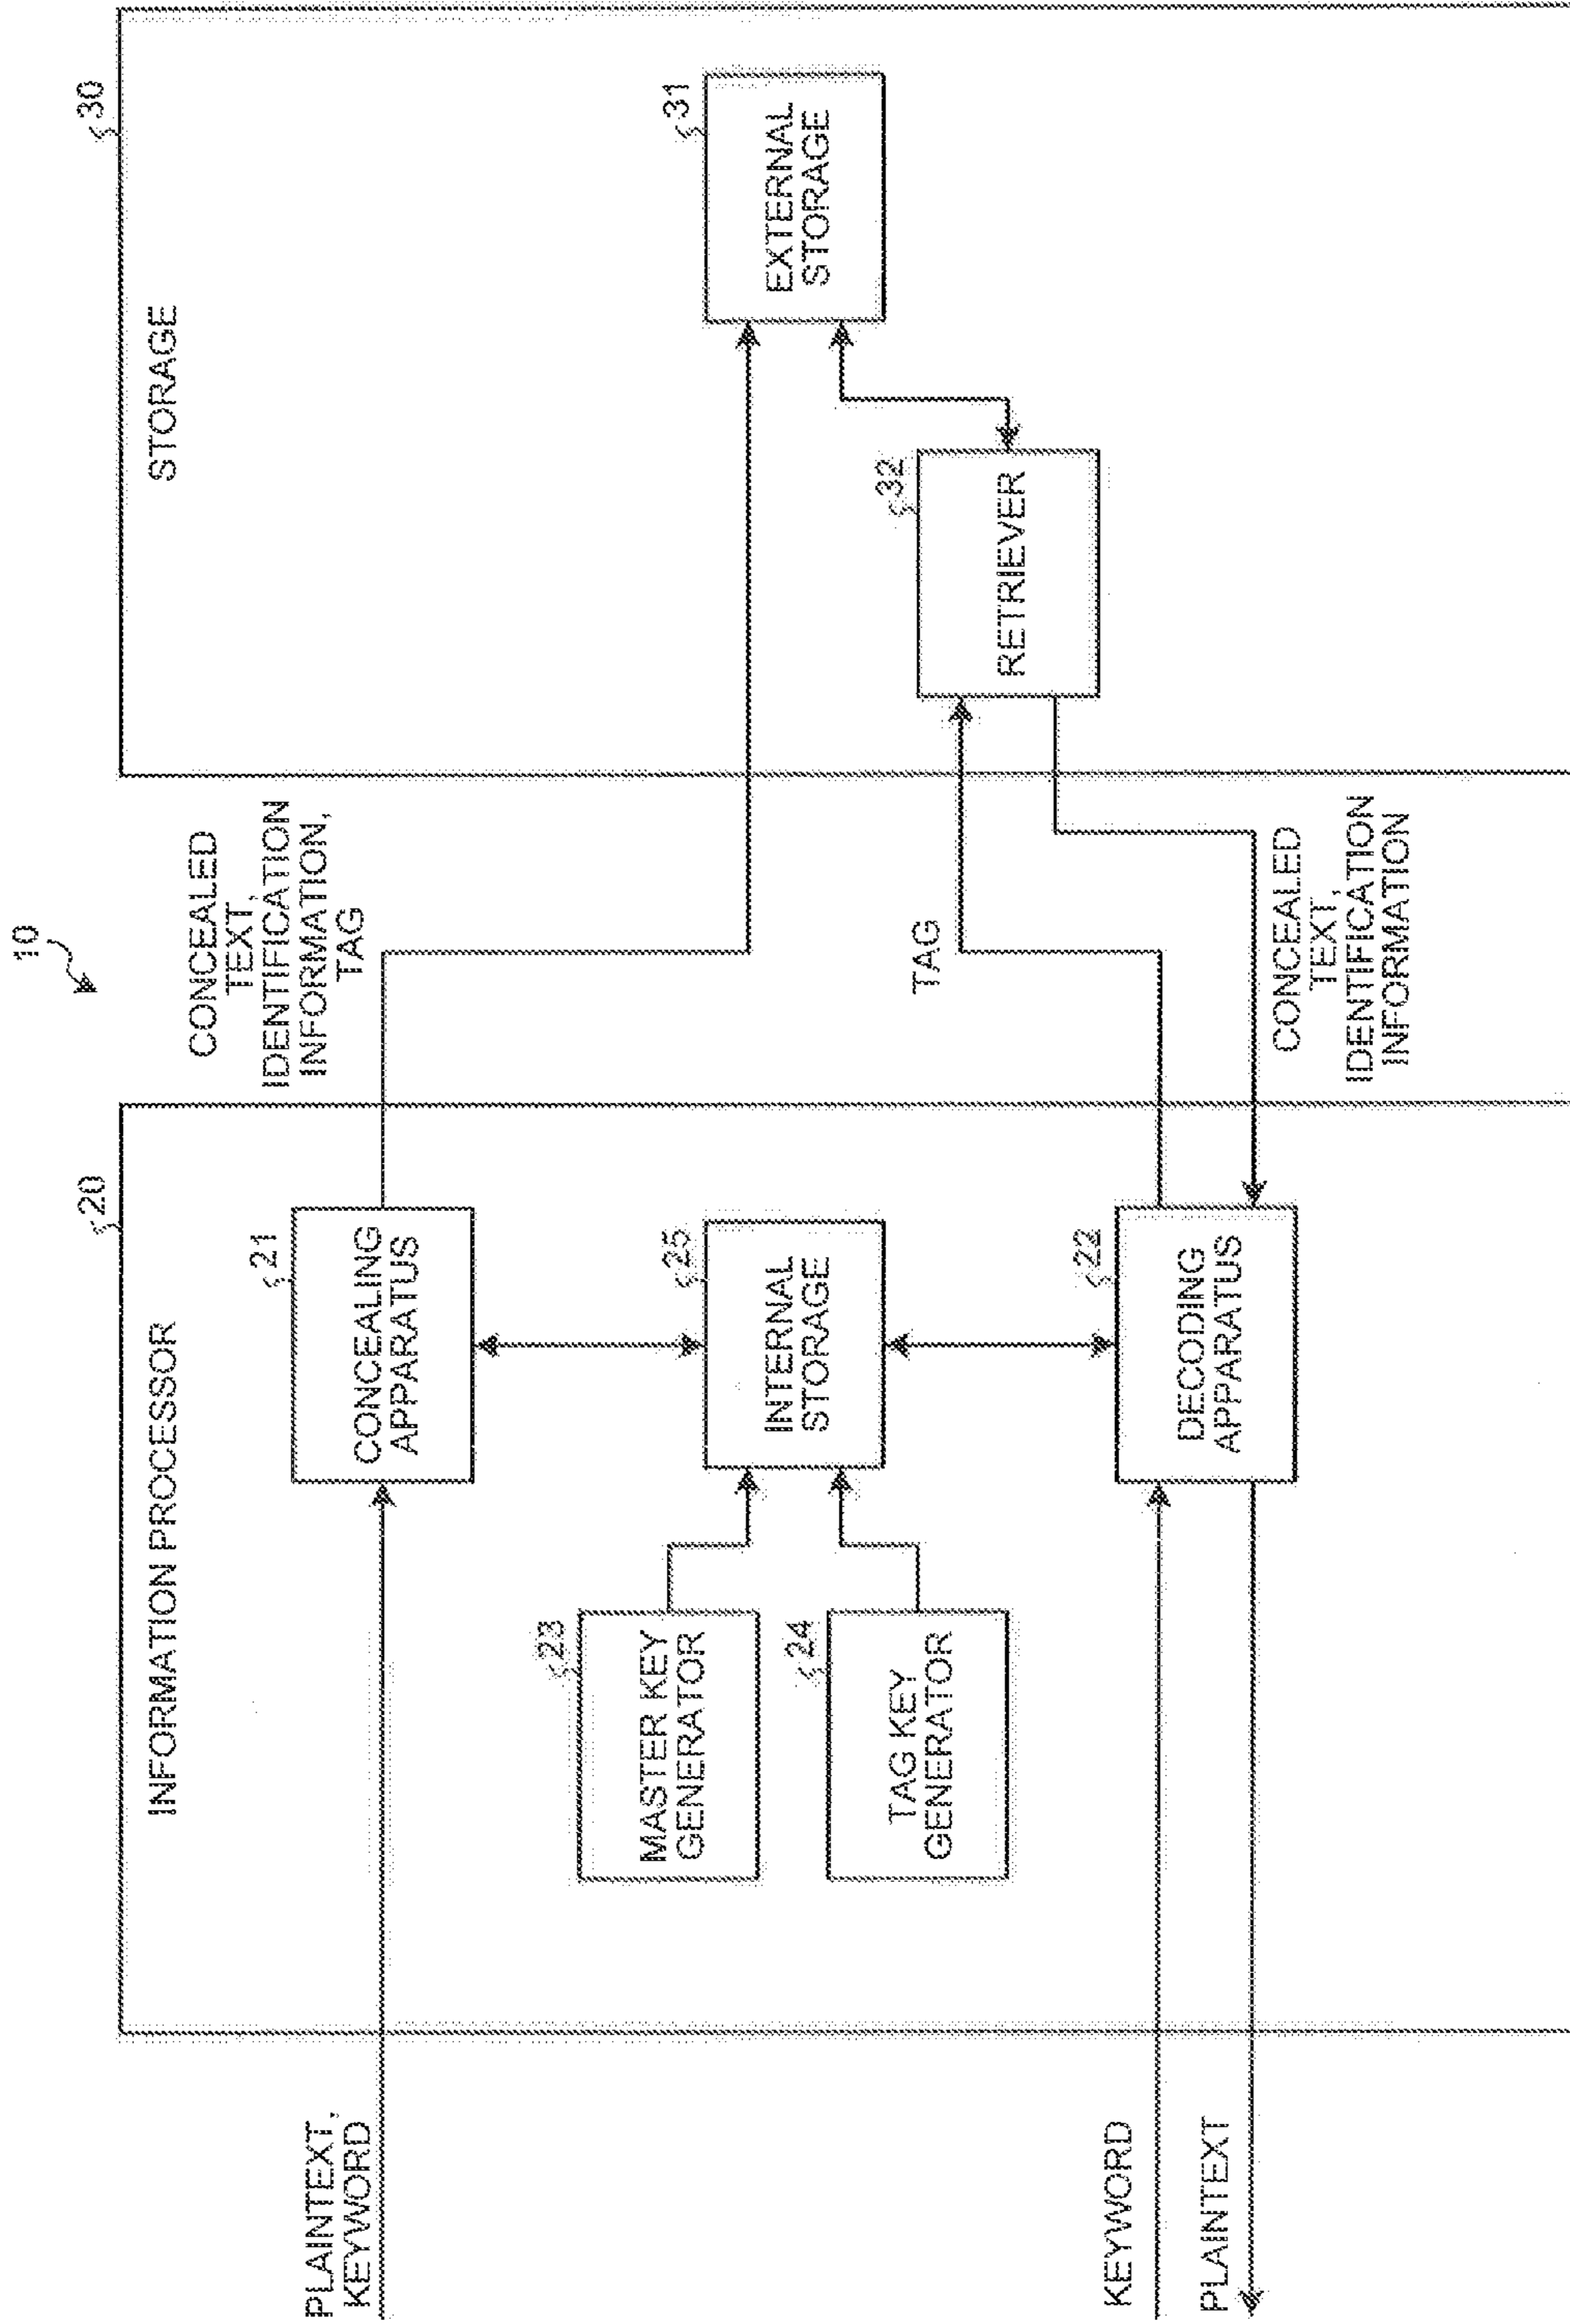 10
20
INFORMATION PROCESSOR
PLAINTEXT,
KEYWORD
21
CONCEALING
APPARATUS
CONCEALED
TEXT,
IDENTIFICATION
INFORMATION,
TAG
30
STORAGE
23
MASTER KEY
GENERATOR
24
TAG KEY
GENERATOR
25
INTERNAL
STORAGE
31
EXTERNAL
STORAGE
32
RETRIEVER
KEYWORD
PLAINTEXT
22
DECODING
APPARATUS
TAG
CONCEALED
TEXT,
IDENTIFICATION
INFORMATION